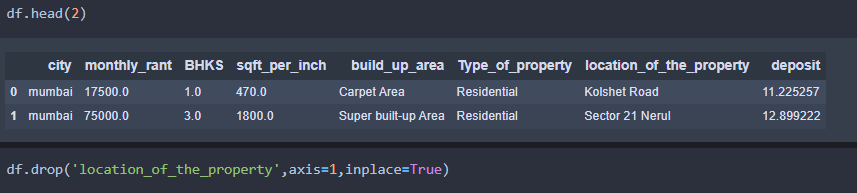 df.head(2)
city monthly_rant BHKS sqft_per_inch build_up_area Type_of_property location_of_the_property deposit
0 mumbai 17500.0 1.0 470.0 Carpet Area Residential Kolshet Road 11.225257
1 mumbai 75000.0 3.0 1800.0 Super built-up Area Residential Sector 21 Nerul 12.899222
df.drop('location_of_the_property',axis=1,inplace=True)